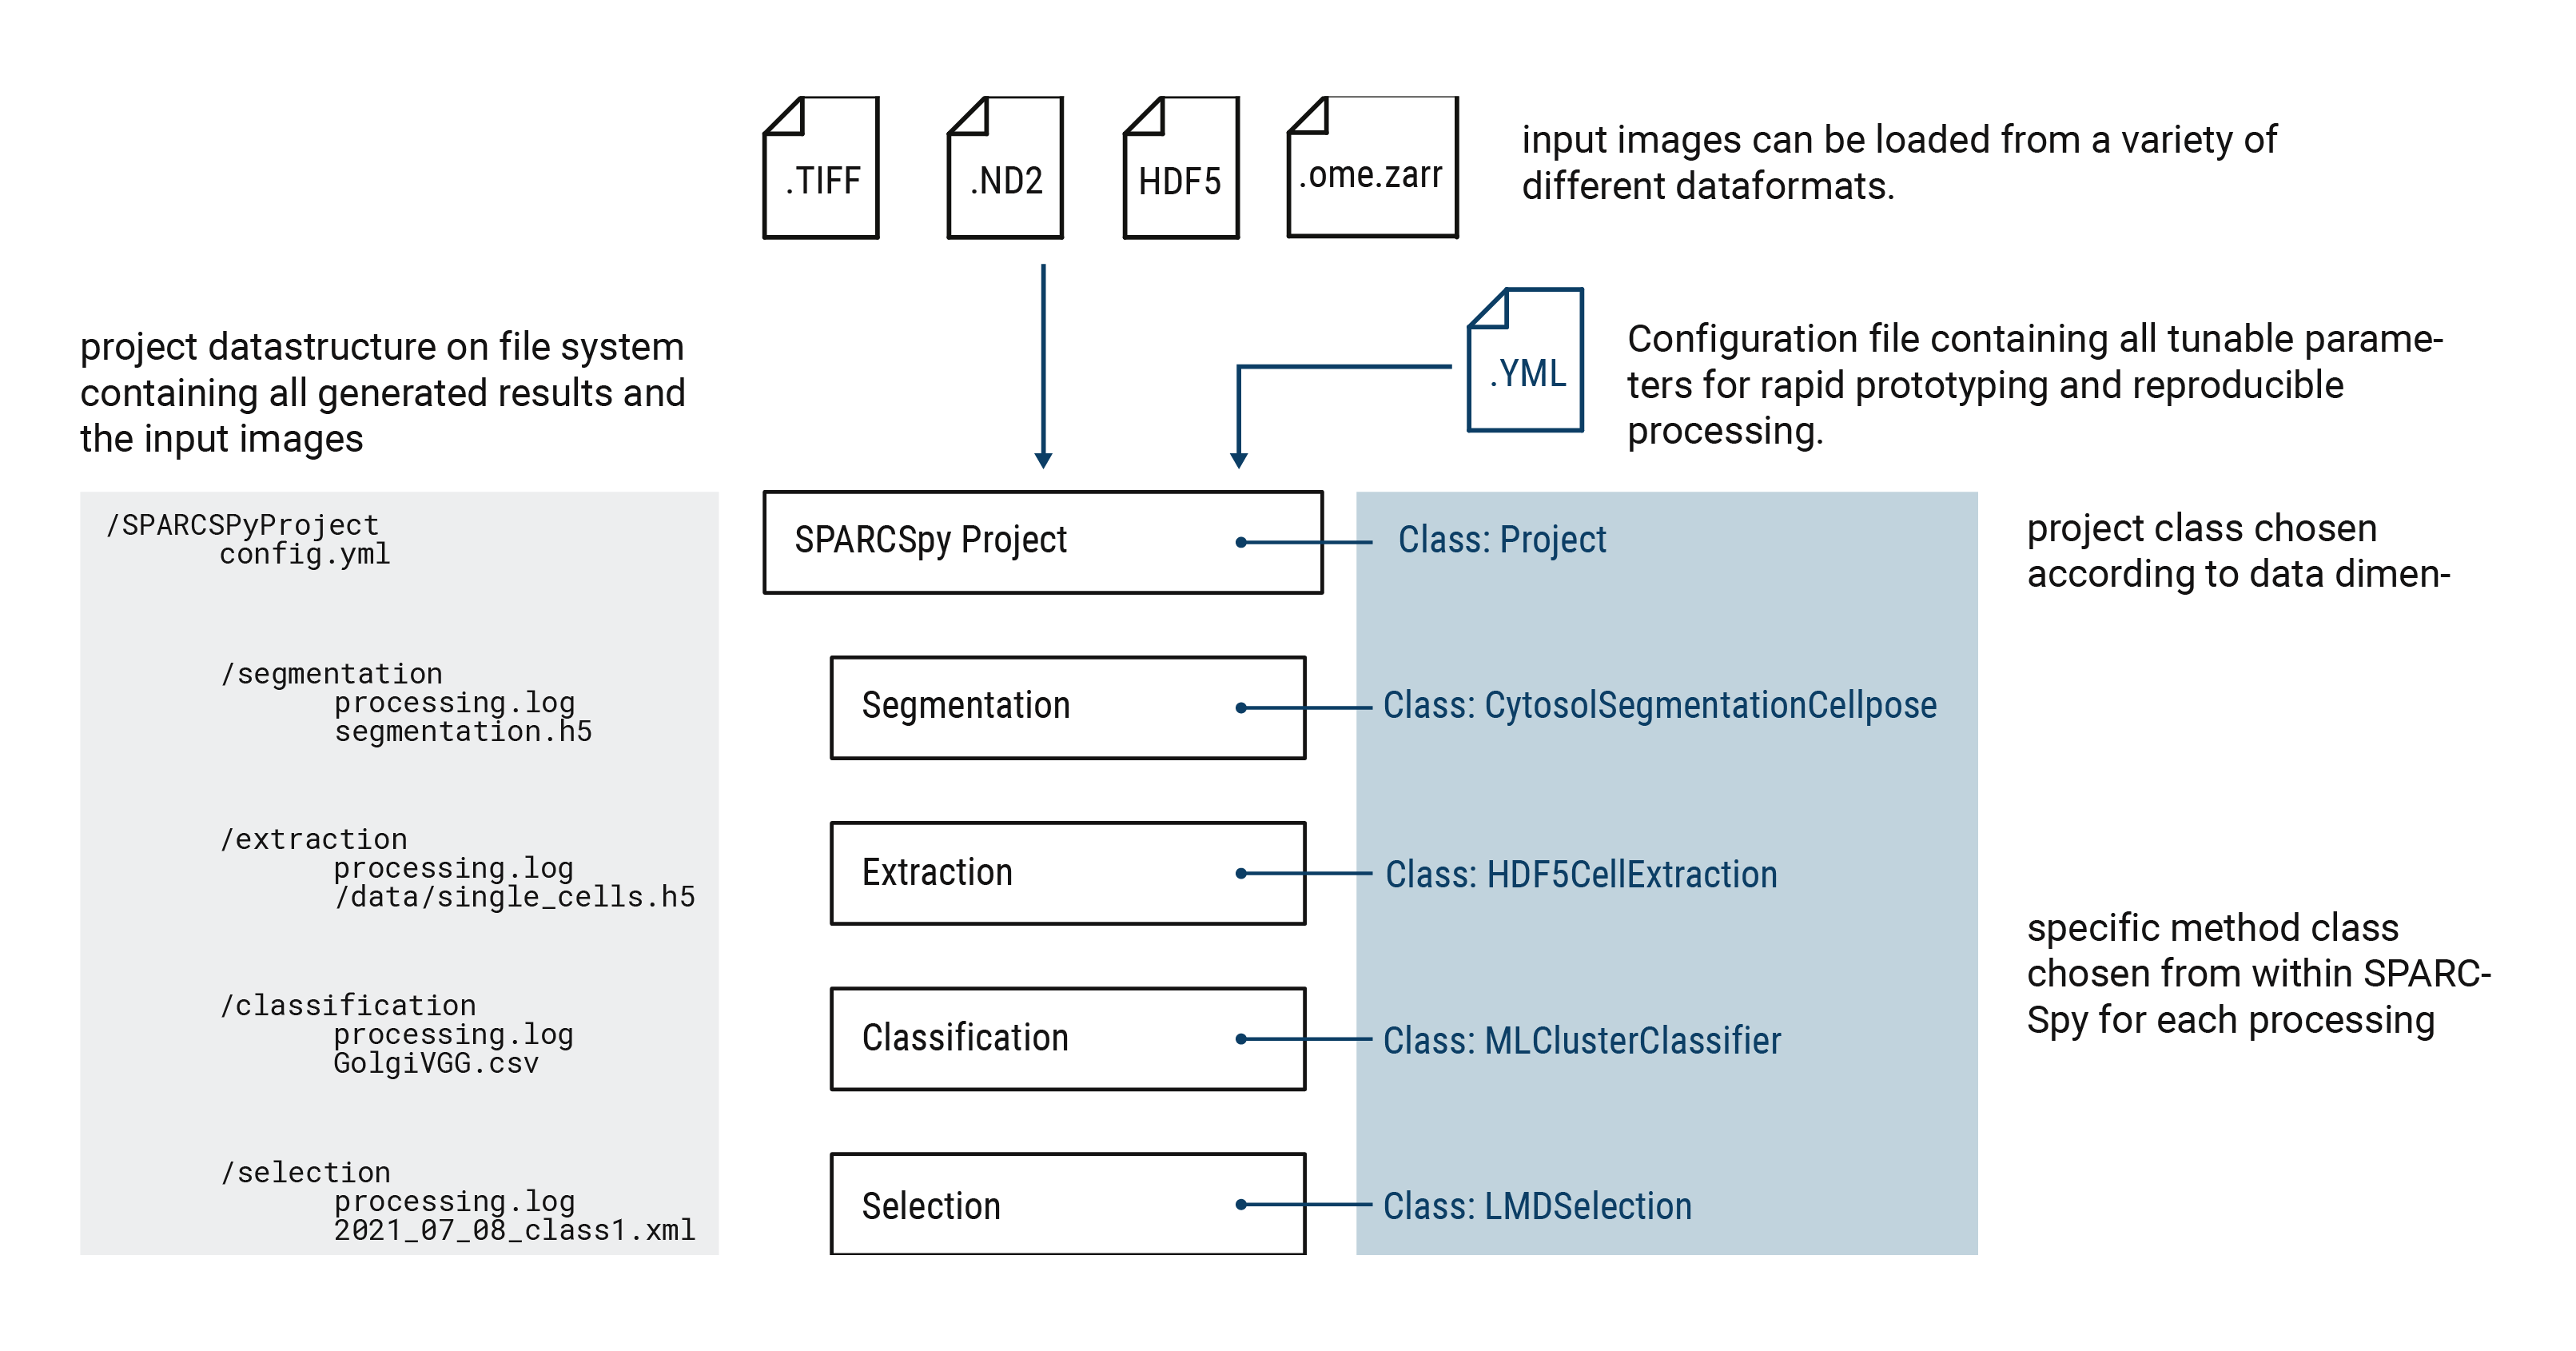 .TIFF
.ND2
HDF5
.ome.zarr
input images can be loaded from a variety of
different dataformats.
.YML
Configuration file containing all tunable parame-
ters for rapid prototyping and reproducible
processing.
project datastructure on file system
containing all generated results and
the input images
/SPARCSPyProject
config.yml
/segmentation
processing.log
segmentation.h5
/extraction
processing.log
/data/single_cells.h5
/classification
processing.log
GolgiVGG.csv
/selection
processing.log
2021_07_08_class1.xml
SPARCSpy Project
Class: Project
Segmentation
Class: CytosolSegmentationCellpose
Extraction
Class: HDF5CellExtraction
Classification
Class: MLClusterClassifier
Selection
Class: LMDSelection
project class chosen
according to data dimen-
specific method class
chosen from within SPARC-
Spy for each processing